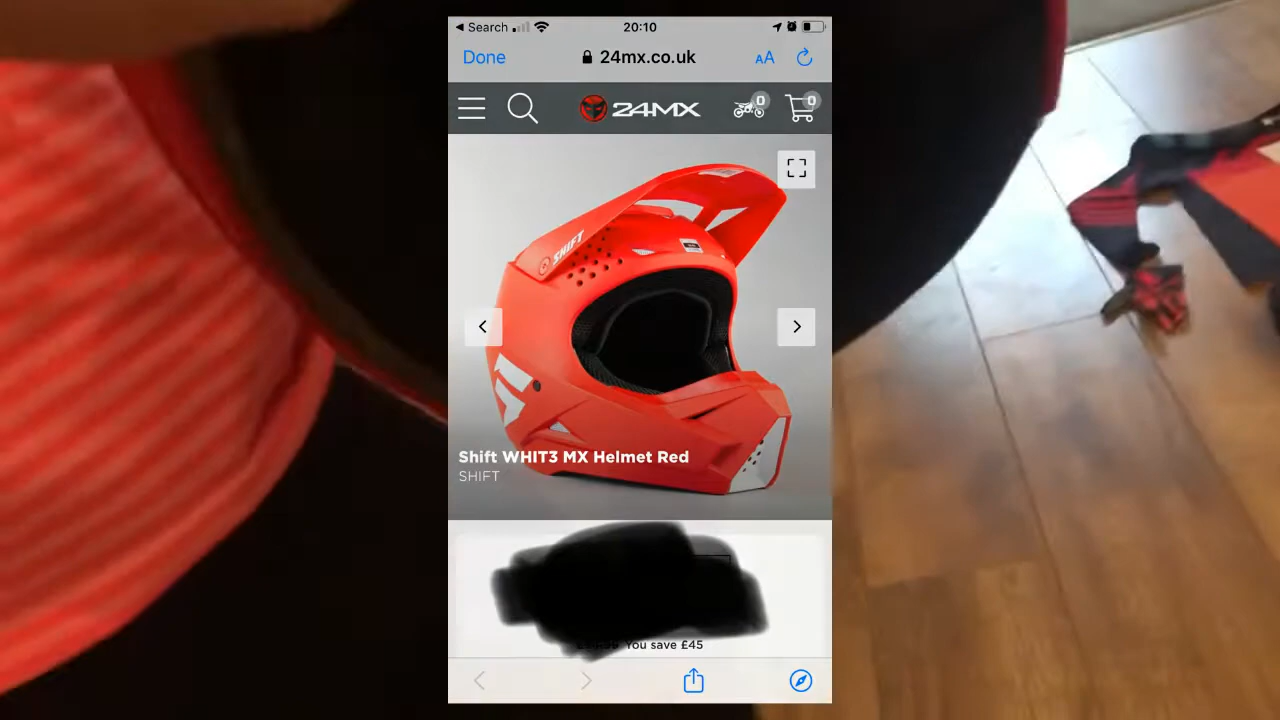 Search
20:10
Done
24mx.co.uk
AA
24MX
0
0
SHIFT
Shift WHIT3 MX Helmet Red
SHIFT
You save £45